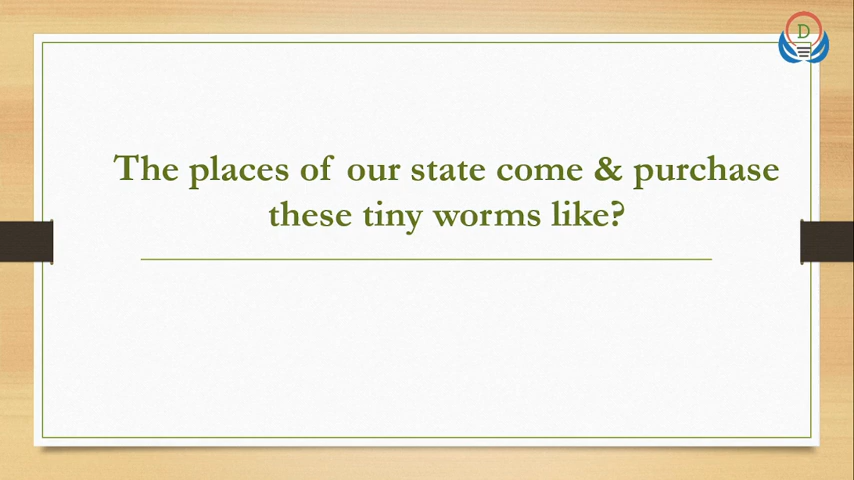 D
The places of our state come & purchase
these tiny worms like?